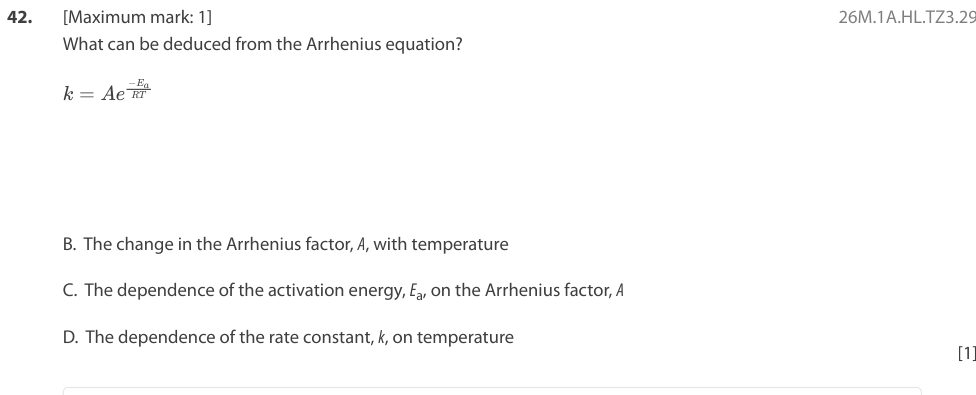 42. [Maximum mark: 1] 26M.1A.HL.TZ3.29
What can be deduced from the Arrhenius equation?
k = Ae^{\frac{-E_a}{RT}}
B. The change in the Arrhenius factor, A, with temperature
C. The dependence of the activation energy, Eₐ, on the Arrhenius factor, A
D. The dependence of the rate constant, k, on temperature
[1]